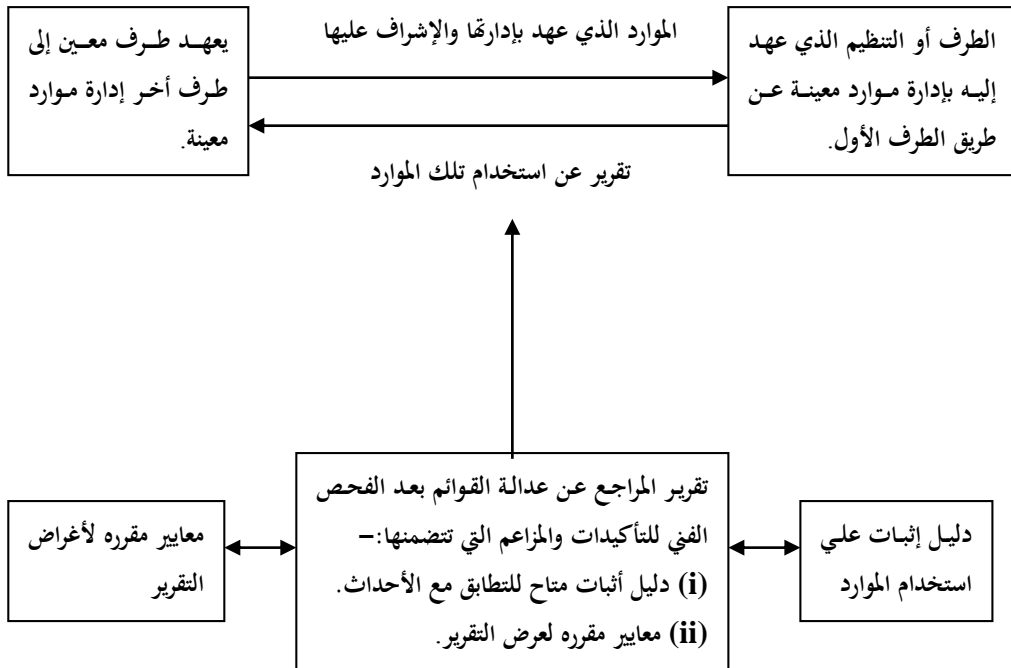 الطرف أو التنظيم الذي عهد
إليه بإدارة موارد معينة عن
طريق الطرف الأول.
الموارد الذي عهد بإدارتها والإشراف عليها
يعهد طرف معين إلى
طرف أخر إدارة موارد
معينة.
تقرير عن استخدام تلك الموارد
دليل إثبات علي
استخدام الموارد
تقرير المراجع عن عدالة القوائم بعد الفحص
الفني للتأكيدات والمزاعم التي تتضمنها:–
(i) دليل أثبات متاح للتطابق مع الأحداث.
(ii) معايير مقرره لعرض التقرير.
معايير مقرره لأغراض
التقرير